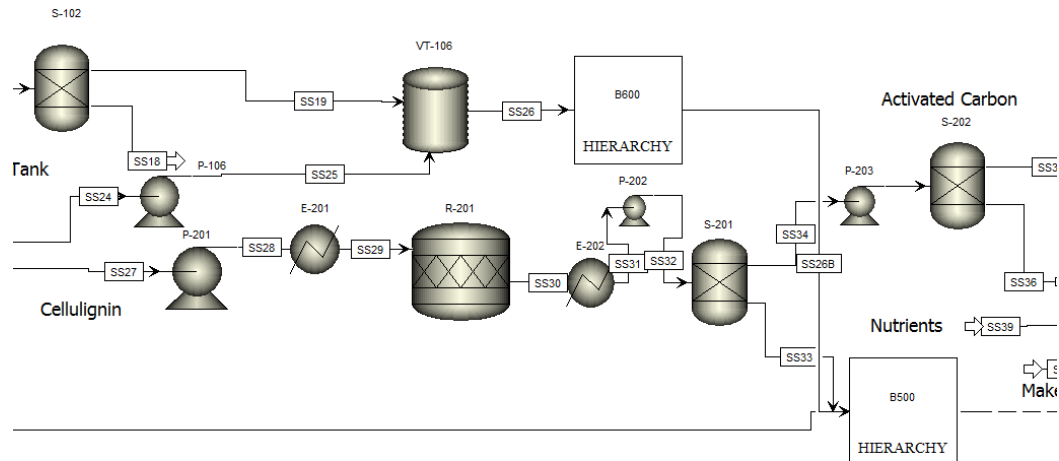 S-102
VT-106
SS19
SS26
B600
HIERARCHY
Activated Carbon
S-202
SS18
Tank
P-106
SS25
SS24
P-202
P-203
E-201
R-201
S-201
P-201
SS28
SS29
SS34
E-202
SS31
SS32
SS26B
SS27
SS30
SS36
Cellulignin
Nutrients
SS39
SS33
Make
B500
HIERARCHY